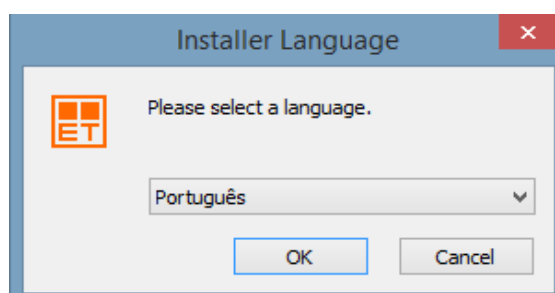 Installer Language
Please select a language.
ET
Português
OK
Cancel